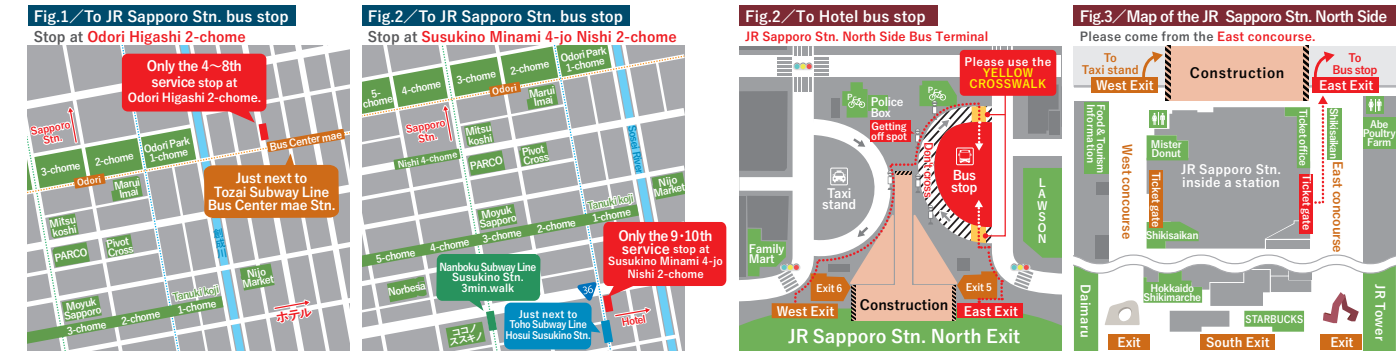 Fig.1／To JR Sapporo Stn. bus stop
Stop at Odori Higashi 2-chome
Only the 4〜8th
service stop at
Odori Higashi 2-chome.
Sapporo
Stn.
3-chome
2-chome
Odori Park
1-chome
Odori
Bus Center mae
Marui
Imai
Just next to
Tozai Subway Line
Bus Center mae Stn.
Mitsu
koshi
PARCO
Pivot
Cross
創成川
Nijo
Market
Moyuk
Sapporo
Tanuki koji
3-chome
2-chome
1-chome
ホテル
Fig.2／To JR Sapporo Stn. bus stop
Stop at Susukino Minami 4-jo Nishi 2-chome
5-
chome
4-chome
3-chome
2-chome
Odori Park
1-chome
Odori
Marui
Imai
Sapporo
Stn.
Mitsu
koshi
Sosei River
Nishi 4-chome
PARCO
Pivot
Cross
Nijo
Market
Moyuk
Sapporo
Tanuki koji
4-chome
3-chome
2-chome
1-chome
Only the 9・10th
service stop at
Susukino Minami 4-jo
Nishi 2-chome
Nanboku Subway Line
Susukino Stn.
3min.walk
Norbesa
36
Just next to
Toho Subway Line
Hosui Susukino Stn.
Hotel
ココノ
ススキノ
Fig.2／To Hotel bus stop
JR Sapporo Stn. North Side Bus Terminal
Please use the
YELLOW
CROSSWALK
P
P
Police
Box
Getting
off spot
Don't cross
Bus
stop
Taxi
stand
LAWSON
Family
Mart
Exit 6
Exit 5
West Exit
Construction
East Exit
JR Sapporo Stn. North Exit
Fig.3／Map of the JR Sapporo Stn. North Side
Please come from the East concourse.
To
Taxi stand
West Exit
Construction
To
Bus stop
East Exit
Food & Tourism
Information
Mister
Donut
West concourse
Ticket gate
Shikisaikan
JR Sapporo Stn.
inside a station
Ticket office
Ticket gate
Shikisaikan
East concourse
Abe
Poultry
Farm
Daimaru
Hokkaido
Shikimarche
STARBUCKS
JR Tower
Exit
South Exit
Exit